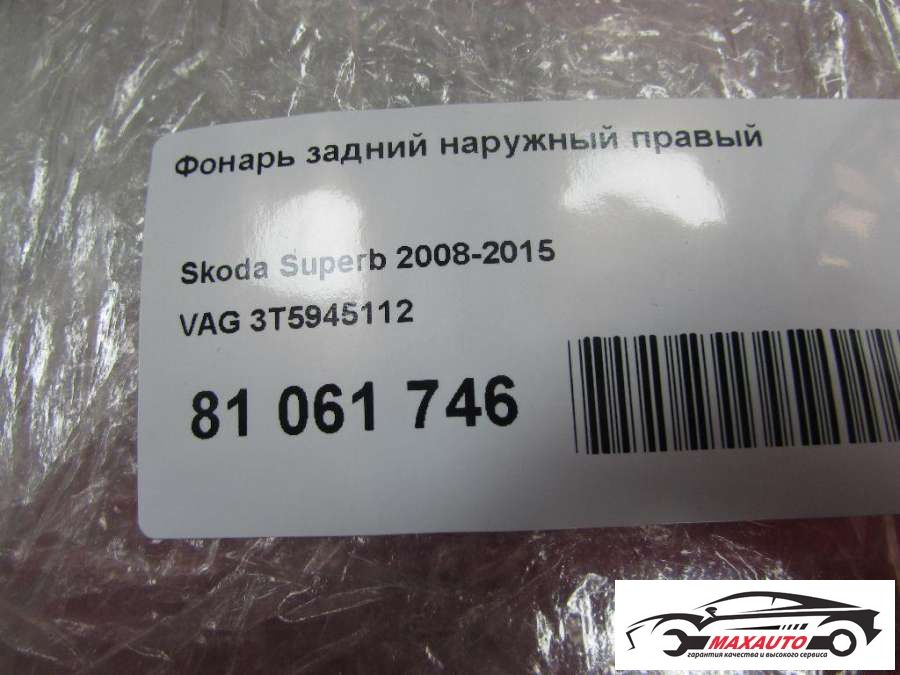 Фонарь задний наружный правый
Skoda Superb 2008-2015
VAG 3T5945112
81 061 746
MAXAUTO
гарантия качества и высокого сервиса